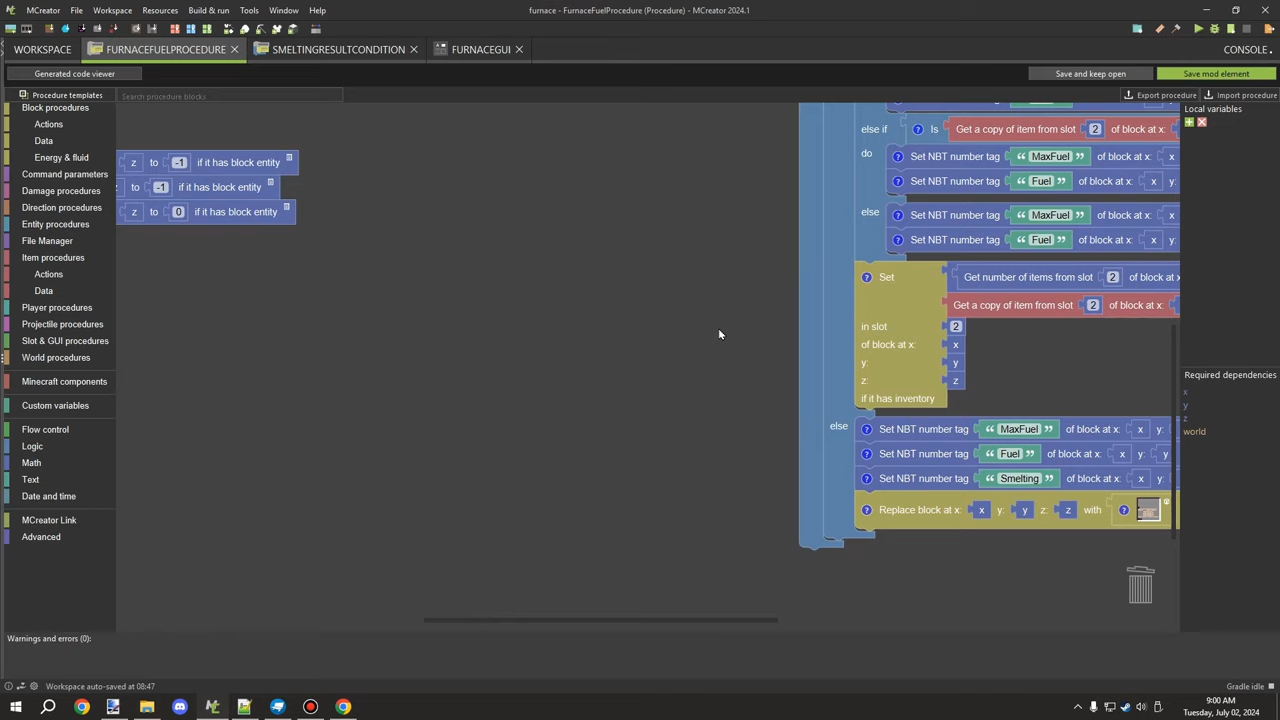 MCreator File Workspace Resources Build & run Tools Window Help
furnace - FurnaceFuelProcedure (Procedure) - MCreator 2024.1
WORKSPACE FURNACEFUELPROCEDURE SMELTINGRESULTCONDITION FURNACEGUI CONSOLE
Generated code viewer Save and keep open Save mod element
Procedure templates Search procedure blocks Export procedure Import procedure
Block procedures
Actions
Data
Energy & fluid
Command parameters
Damage procedures
Direction procedures
Entity procedures
File Manager
Item procedures
Actions
Data
Player procedures
Projectile procedures
Slot & GUI procedures
World procedures
Minecraft components
Custom variables
Flow control
Logic
Math
Text
Date and time
MCreator Link
Advanced
z to -1 if it has block entity
z to -1 if it has block entity
z to 0 if it has block entity
else if Is Get a copy of item from slot 2 of block at x:
do Set NBT number tag “ MaxFuel ” of block at x: x
Set NBT number tag “ Fuel ” of block at x: x y:
else Set NBT number tag “ MaxFuel ” of block at x: x
Set NBT number tag “ Fuel ” of block at x: x y:
Set Get number of items from slot 2 of block at x
Get a copy of item from slot 2 of block at x:
in slot 2
of block at x: x
y: y
z: z
if it has inventory
else Set NBT number tag “ MaxFuel ” of block at x: x y:
Set NBT number tag “ Fuel ” of block at x: x y: y
Set NBT number tag “ Smelting ” of block at x: x y:
Replace block at x: x y: y z: z with
Local variables
Required dependencies
x
y
z
world
Warnings and errors (0):
Workspace auto-saved at 08:47 Gradle idle
9:00 AM
Tuesday, July 02, 2024